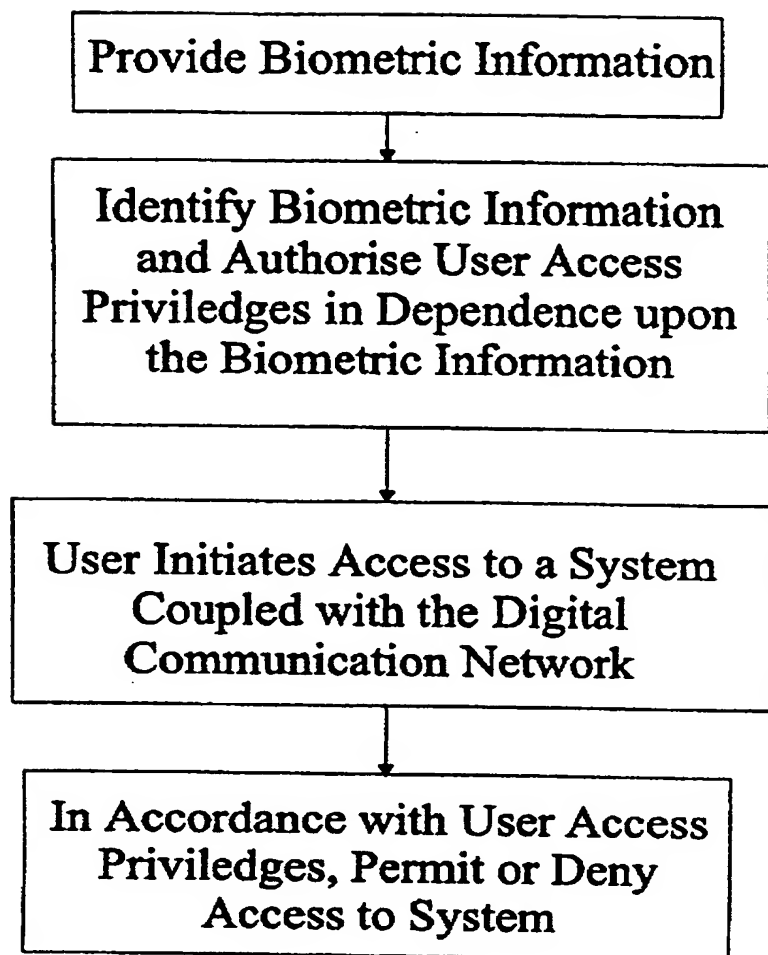 Provide Biometric Information
Identify Biometric Information
and Authorise User Access
Priviledges in Dependence upon
the Biometric Information
User Initiates Access to a System
Coupled with the Digital
Communication Network
In Accordance with User Access
Priviledges, Permit or Deny
Access to System